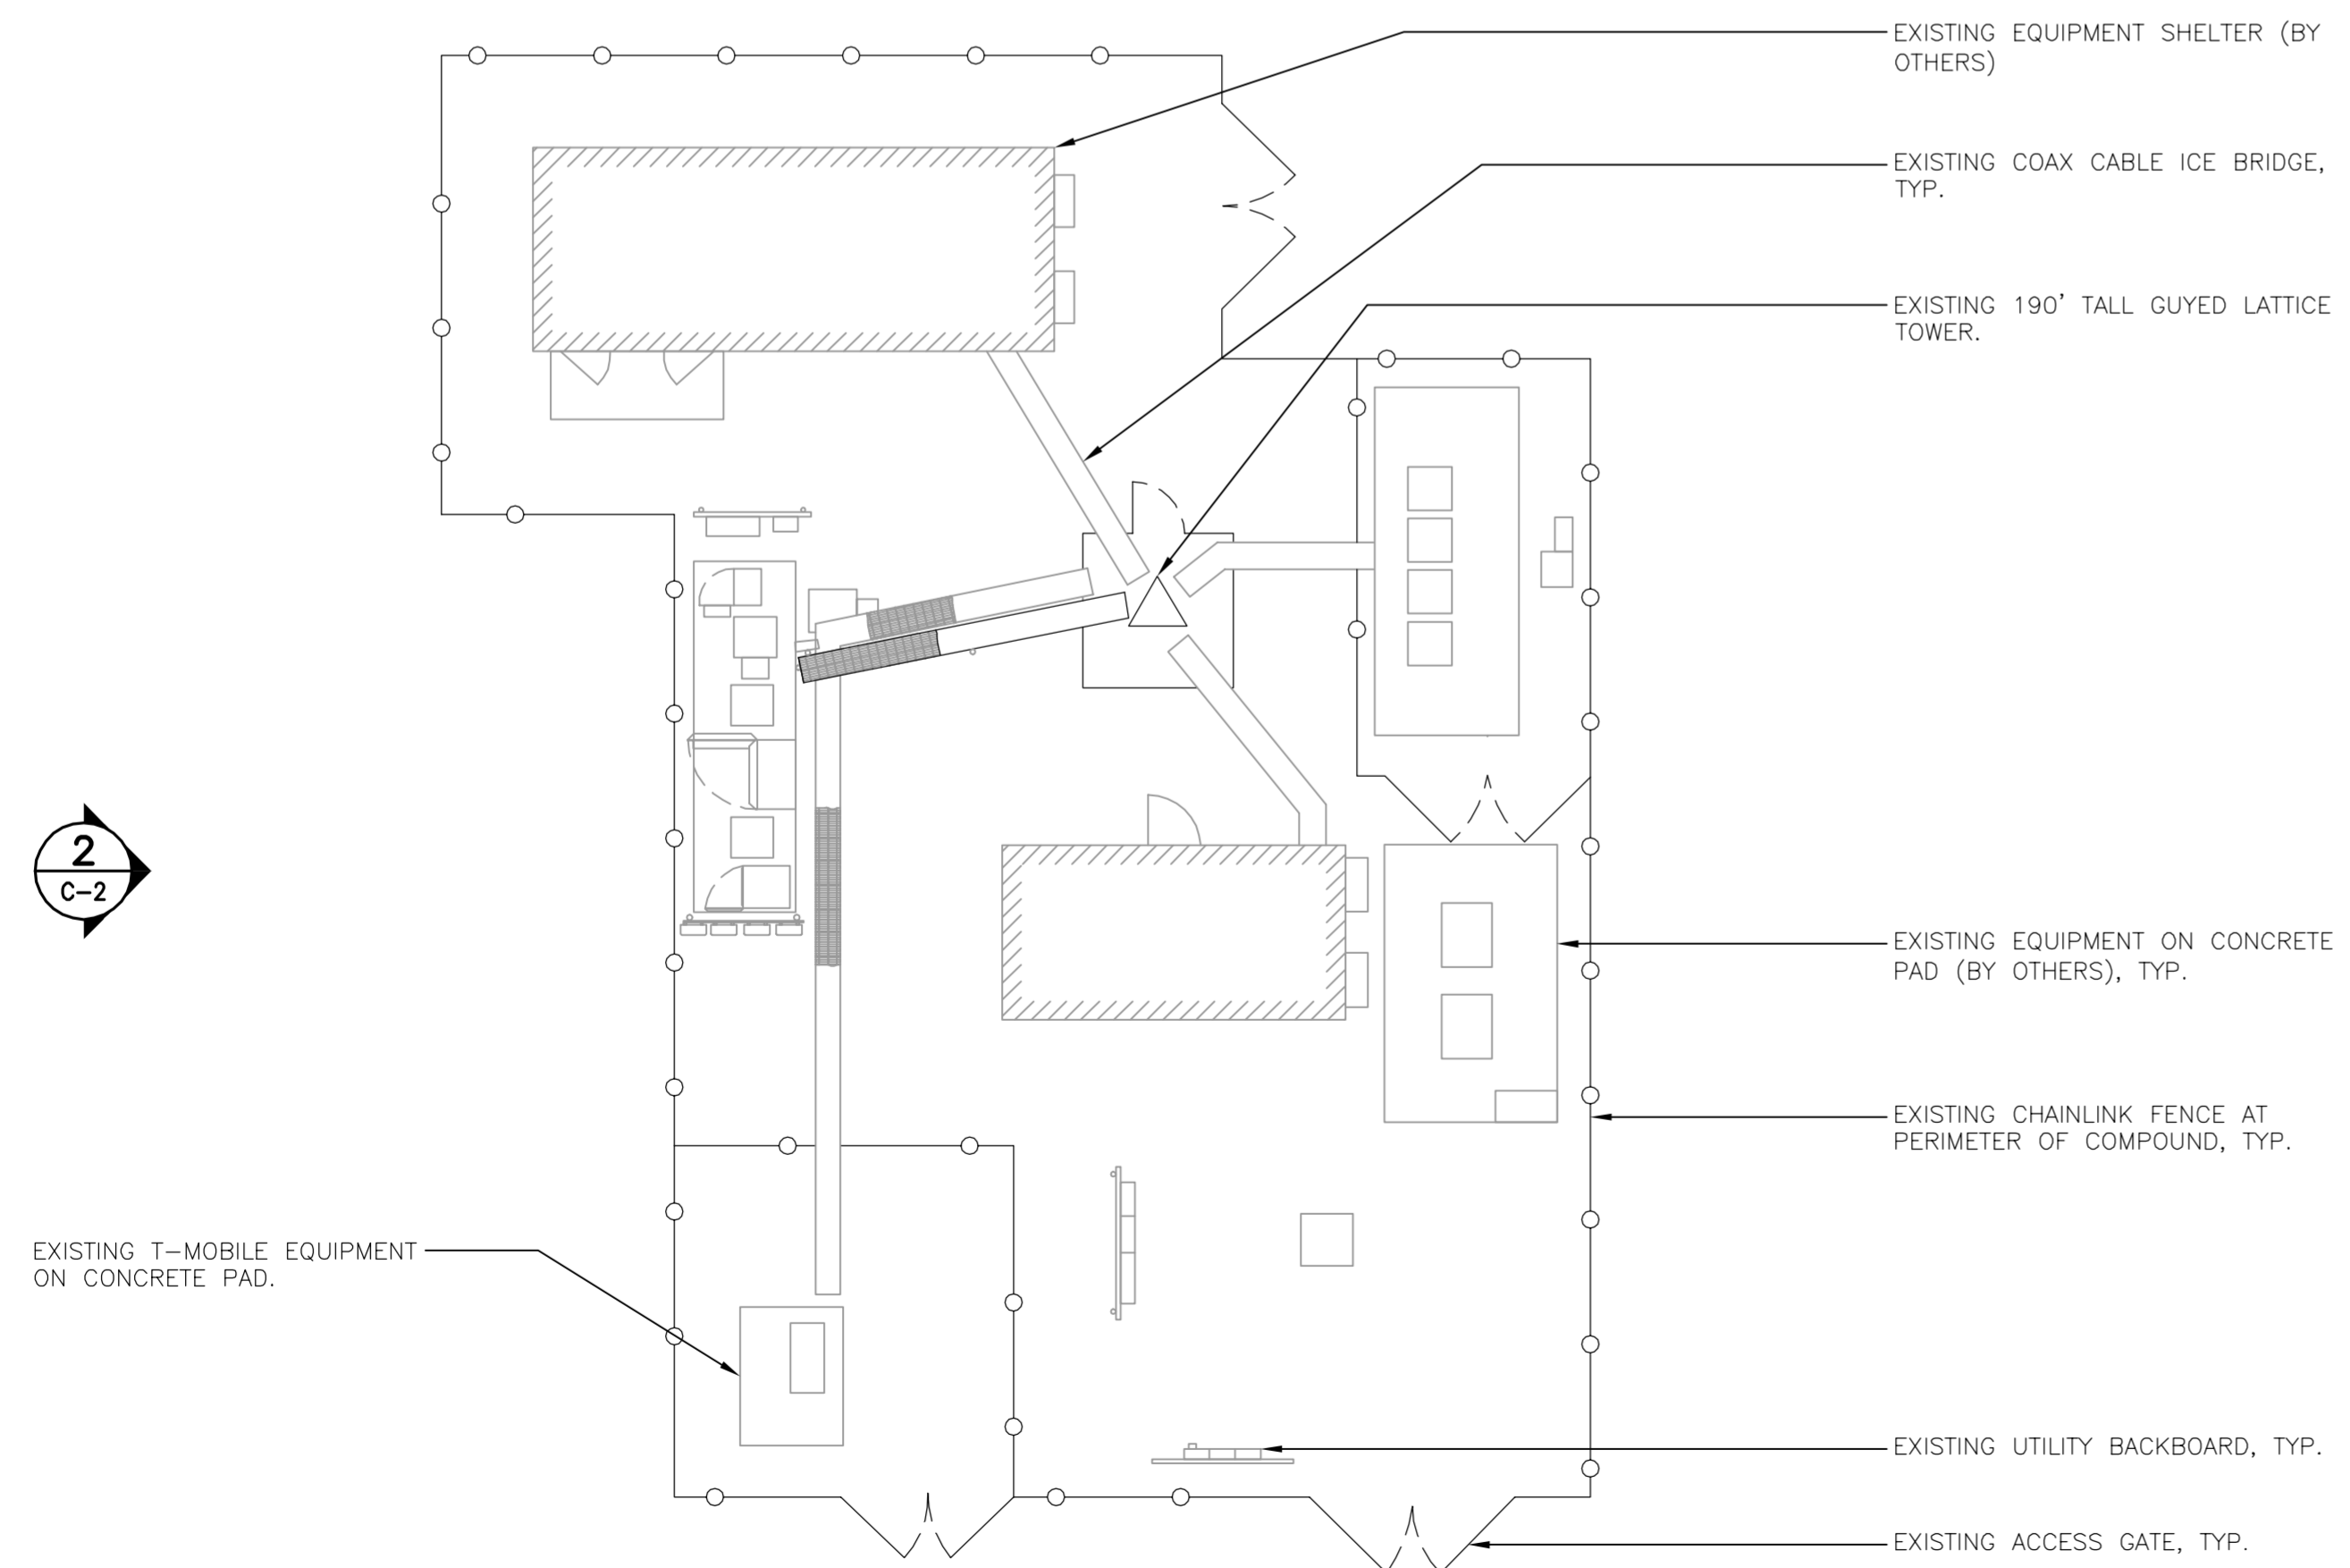 EXISTING EQUIPMENT SHELTER (BY
OTHERS)
EXISTING COAX CABLE ICE BRIDGE,
TYP.
EXISTING 190' TALL GUYED LATTICE
TOWER.
2
C-2
EXISTING EQUIPMENT ON CONCRETE
PAD (BY OTHERS), TYP.
EXISTING CHAINLINK FENCE AT
PERIMETER OF COMPOUND, TYP.
EXISTING T-MOBILE EQUIPMENT
ON CONCRETE PAD.
EXISTING UTILITY BACKBOARD, TYP.
EXISTING ACCESS GATE, TYP.